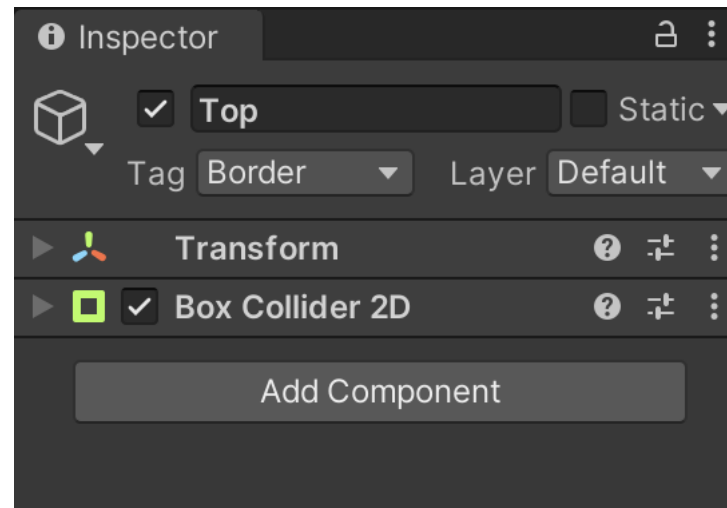 Inspector
Top Static
Tag Border Layer Default
Transform
Box Collider 2D
Add Component